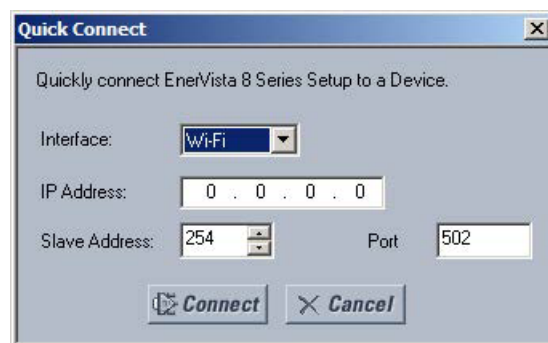 Quick Connect
Quickly connect EnerVista 8 Series Setup to a Device.
Interface: Wi-Fi
IP Address: 0 . 0 . 0 . 0
Slave Address: 254 Port 502
Connect Cancel